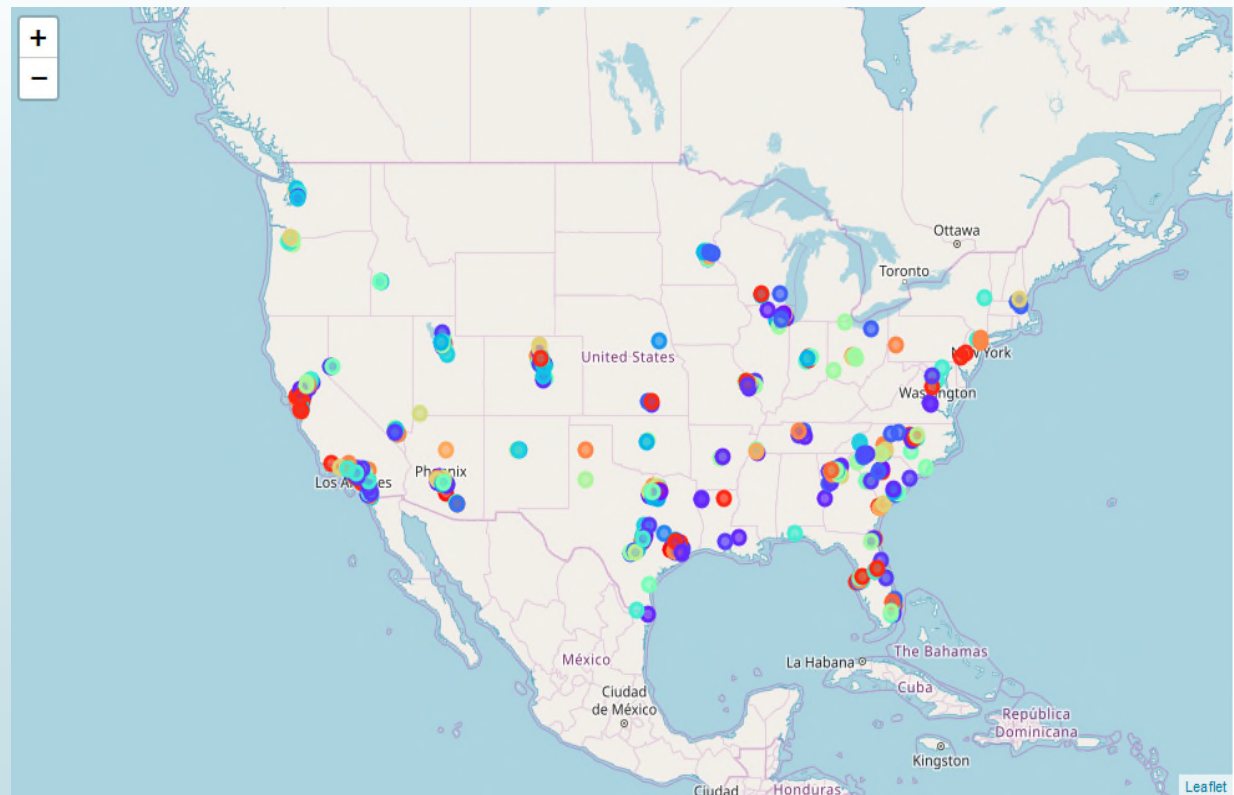 +
−
Ottawa
Toronto
United States
New York
Washington
Phoenix
Los Angeles
The Bahamas
La Habana
México
Cuba
Ciudad
de México
República
Dominicana
Kingston
Ciudad
Honduras
Leaflet